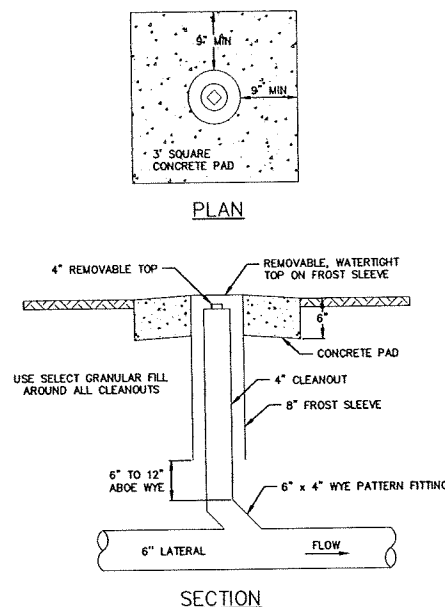 9" MIN
9" MIN
3' SQUARE
CONCRETE PAD
PLAN
REMOVABLE, WATERTIGHT
TOP ON FROST SLEEVE
4" REMOVABLE TOP
6"
CONCRETE PAD
USE SELECT GRANULAR FILL
AROUND ALL CLEANOUTS
4" CLEANOUT
8" FROST SLEEVE
6" TO 12"
ABOE WYE
6" x 4" WYE PATTERN FITTING
6" LATERAL
FLOW
SECTION